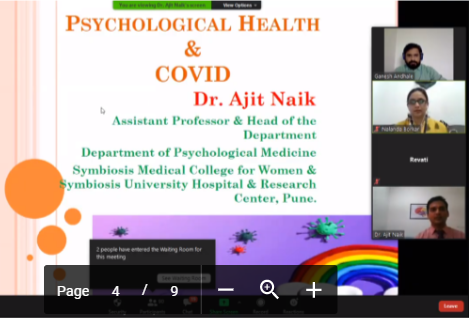 You are viewing Dr. Ajit Naik's screen
View Options
PSYCHOLOGICAL HEALTH
&
COVID
Dr. Ajit Naik
Assistant Professor & Head of the
Department
Department of Psychological Medicine
Symbiosis Medical College for Women &
Symbiosis University Hospital & Research
Center, Pune.
Revati
Dr. Ajit Naik
2 people have entered the Waiting Room for
this meeting
Page 4 / 9
Leave